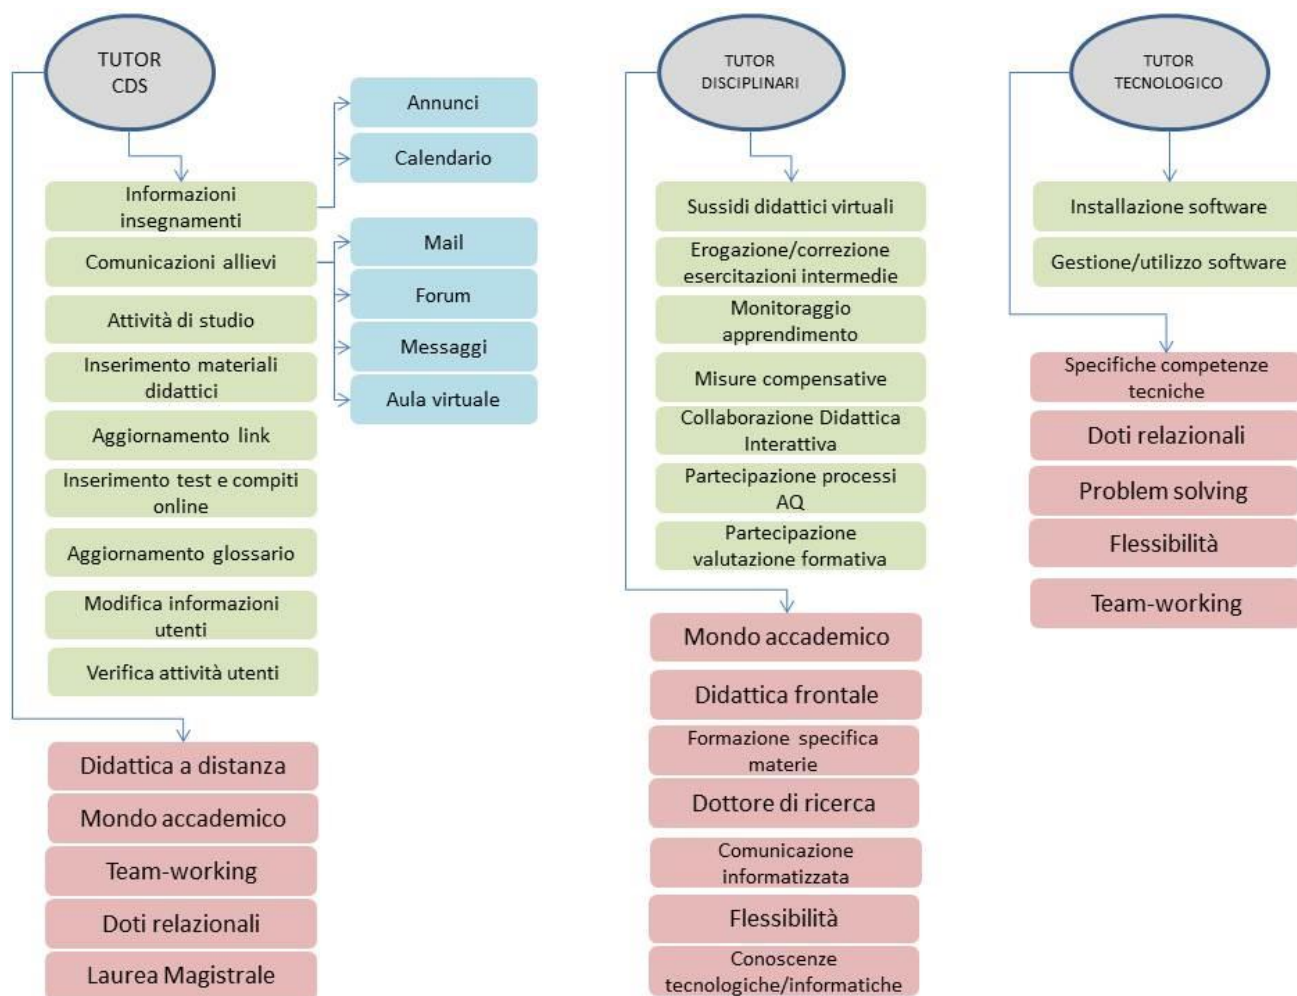 TUTOR
CDS
Informazioni
insegnamenti
Comunicazioni allievi
Attività di studio
Inserimento materiali
didattici
Aggiornamento link
Inserimento test e compiti
online
Aggiornamento glossario
Modifica informazioni
utenti
Verifica attività utenti
Annunci
Calendario
Mail
Forum
Messaggi
Aula virtuale
Didattica a distanza
Mondo accademico
Team-working
Doti relazionali
Laurea Magistrale
TUTOR
DISCIPLINARI
Sussidi didattici virtuali
Erogazione/correzione
esercitazioni intermedie
Monitoraggio
apprendimento
Misure compensative
Collaborazione Didattica
Interattiva
Partecipazione processi
AQ
Partecipazione
valutazione formativa
Mondo accademico
Didattica frontale
Formazione specifica
materie
Dottore di ricerca
Comunicazione
informatizzata
Flessibilità
Conoscenze
tecnologiche/informatiche
TUTOR
TECNOLOGICO
Installazione software
Gestione/utilizzo software
Specifiche competenze
tecniche
Doti relazionali
Problem solving
Flessibilità
Team-working